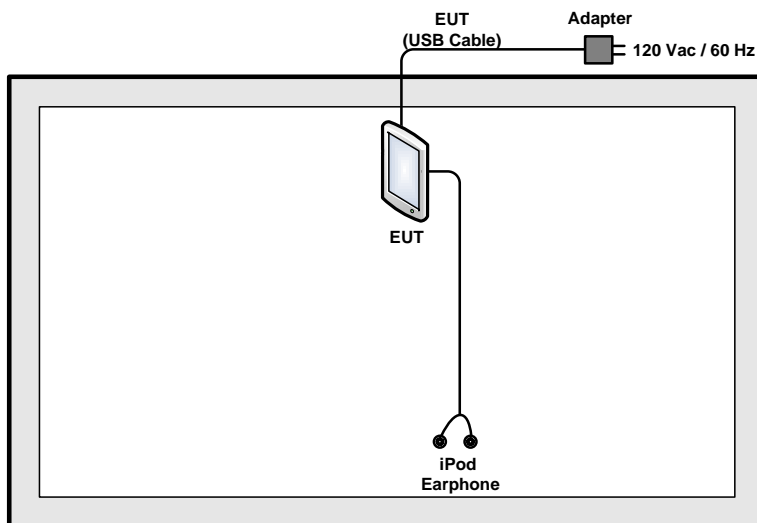 EUT
(USB Cable)
Adapter
120 Vac / 60 Hz
EUT
iPod
Earphone